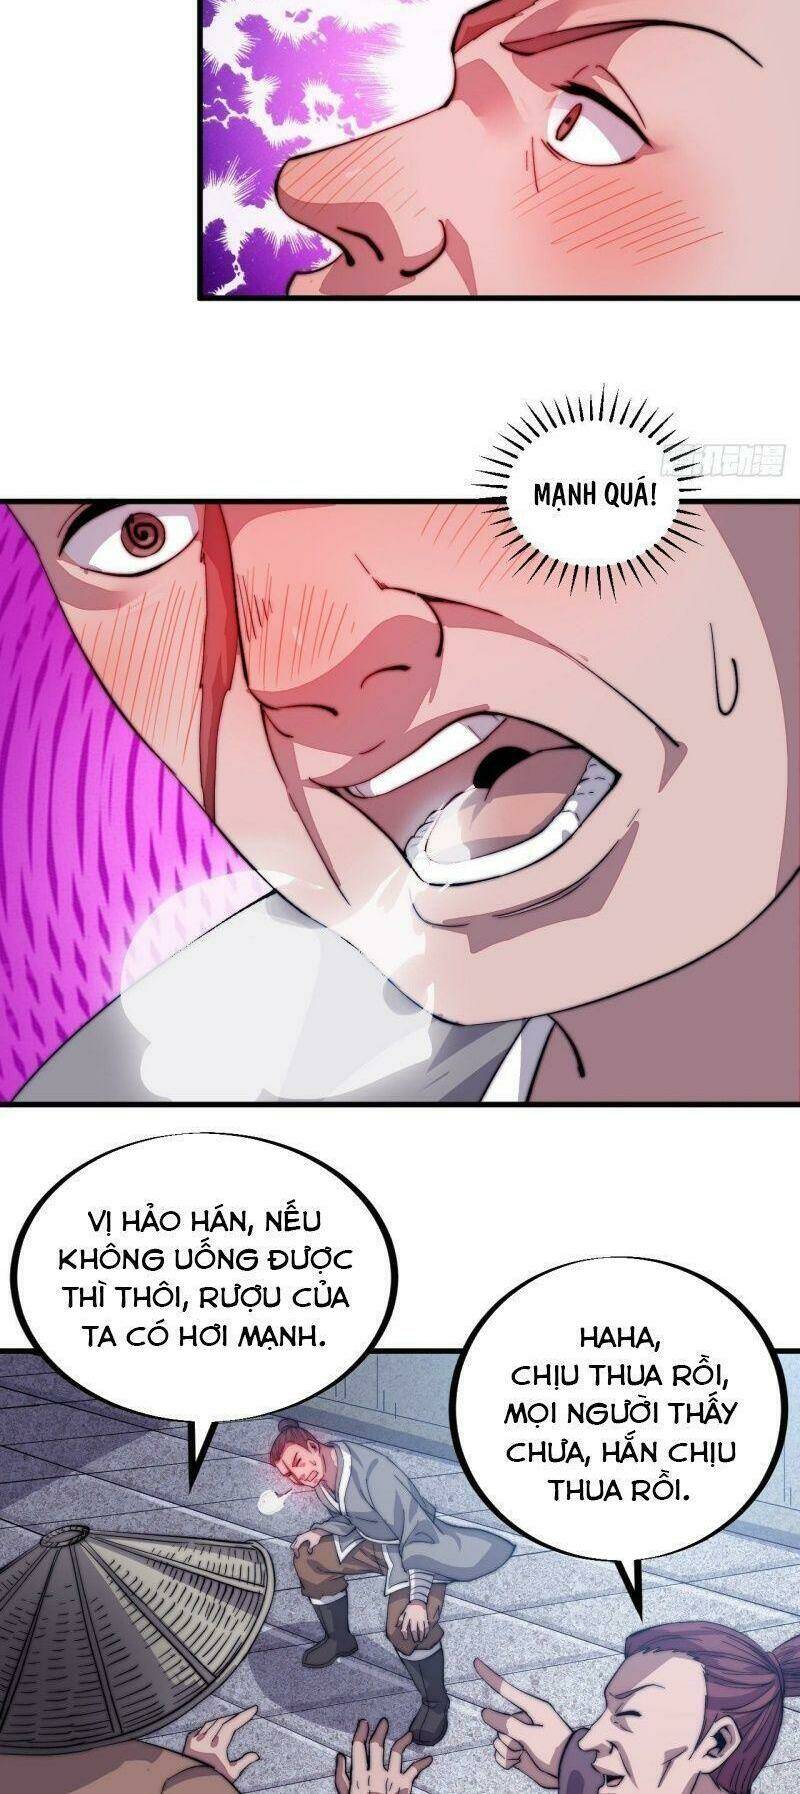 MẠNH QUÁ!
VỊ HẢO HÁN, NẾU
KHÔNG UỐNG ĐƯỢC
THÌ THÔI, RƯỢU CỦA
TA CÓ HƠI MẠNH.
HAHA,
CHỊU THUA RỒI,
MỌI NGƯỜI THẤY
CHƯA, HẮN CHỊU
THUA RỒI.